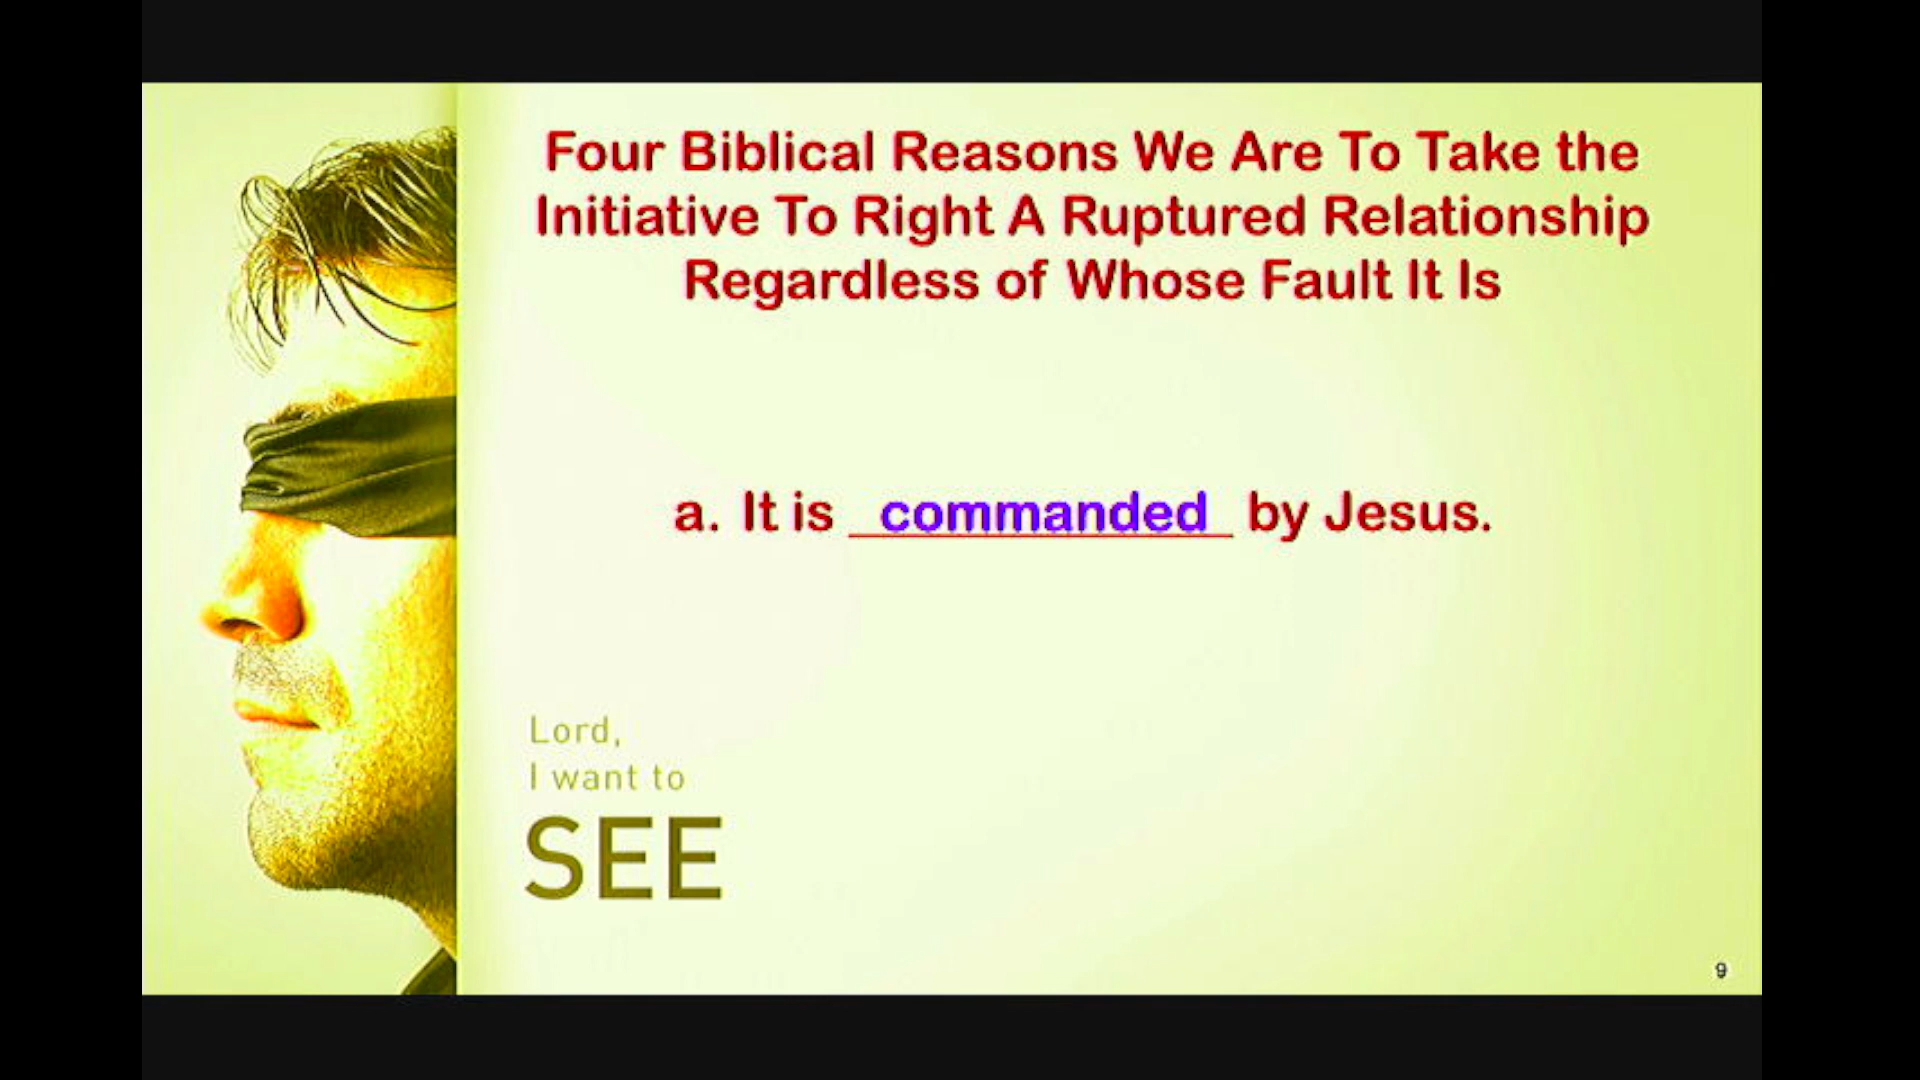 Four Biblical Reasons We Are To Take the
Initiative To Right A Ruptured Relationship
Regardless of Whose Fault It Is
a. It is commanded by Jesus.
Lord,
I want to
SEE
9